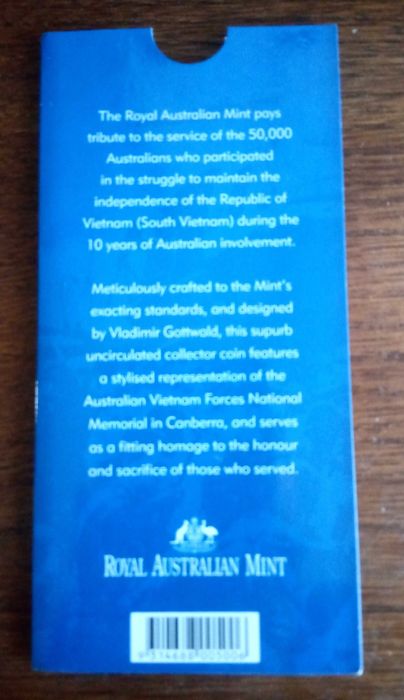 The Royal Australian Mint pays
tribute to the service of the 50,000
Australians who participated
in the struggle to maintain the
independence of the Republic of
Vietnam (South Vietnam) during the
10 years of Australian involvement.
Meticulously crafted to the Mint's
exacting standards, and designed
by Vladimir Gottwald, this supurb
uncirculated collector coin features
a stylised representation of the
Australian Vietnam Forces National
Memorial in Canberra, and serves
as a fitting homage to the honour
and sacrifice of those who served.
ROYAL AUSTRALIAN MINT